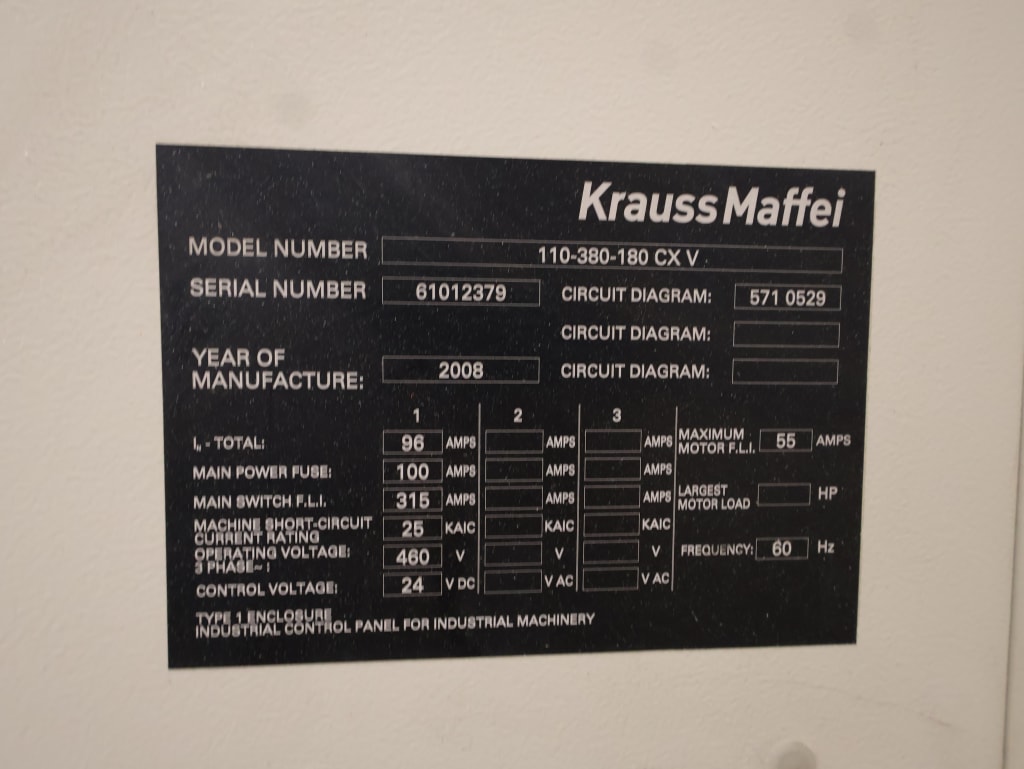 Krauss Maffei
MODEL NUMBER 110-380-180 CX V
SERIAL NUMBER 61012379 CIRCUIT DIAGRAM: 571 0529
CIRCUIT DIAGRAM:
YEAR OF
MANUFACTURE: 2008 CIRCUIT DIAGRAM:
1 2 3
Iₙ - TOTAL: 96 AMPS AMPS AMPS MAXIMUM MOTOR F.L.I. 55 AMPS
MAIN POWER FUSE: 100 AMPS AMPS AMPS
MAIN SWITCH F.L.I. 315 AMPS AMPS AMPS LARGEST MOTOR LOAD HP
MACHINE SHORT-CIRCUIT
CURRENT RATING 25 KAIC KAIC KAIC
OPERATING VOLTAGE: 460 V V V FREQUENCY: 60 Hz
3 PHASE~ :
CONTROL VOLTAGE: 24 V DC V AC V AC
TYPE 1 ENCLOSURE
INDUSTRIAL CONTROL PANEL FOR INDUSTRIAL MACHINERY